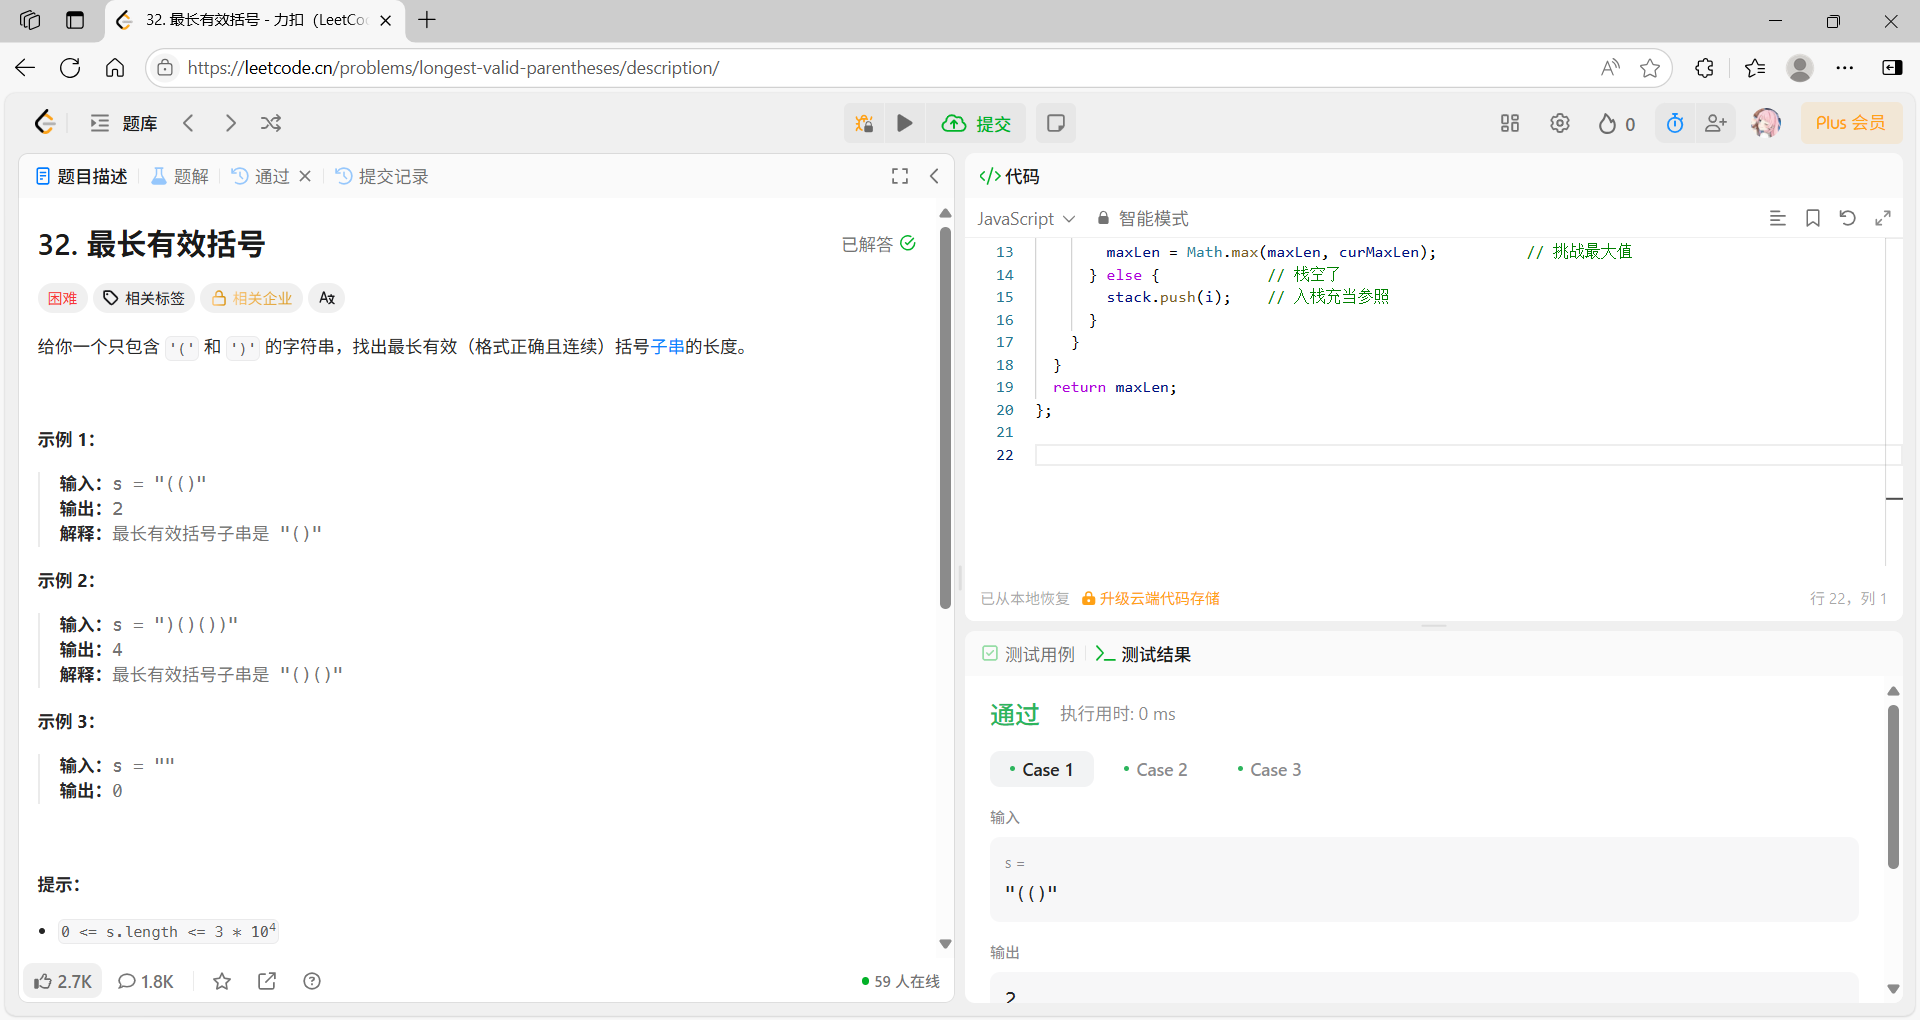 32. 最长有效括号 - 力扣（LeetCo
https://leetcode.cn/problems/longest-valid-parentheses/description/
题库
提交
0
Plus 会员
题目描述
题解
通过
提交记录
32. 最长有效括号
已解答
困难
相关标签
相关企业
给你一个只包含 '(' 和 ')' 的字符串，找出最长有效（格式正确且连续）括号子串的长度。
示例 1：
输入：s = "(()"
输出：2
解释：最长有效括号子串是 "()"
示例 2：
输入：s = ")()())"
输出：4
解释：最长有效括号子串是 "()()"
示例 3：
输入：s = ""
输出：0
提示：
0 <= s.length <= 3 * 10⁴
2.7K
1.8K
59 人在线
代码
JavaScript
智能模式
13 maxLen = Math.max(maxLen, curMaxLen); // 挑战最大值
14 } else { // 栈空了
15 stack.push(i); // 入栈充当参照
16 }
17 }
18 }
19 return maxLen;
20 };
21
22
已从本地恢复
升级云端代码存储
行 22，列 1
测试用例
测试结果
通过
执行用时: 0 ms
Case 1
Case 2
Case 3
输入
s =
"(()"
输出
2